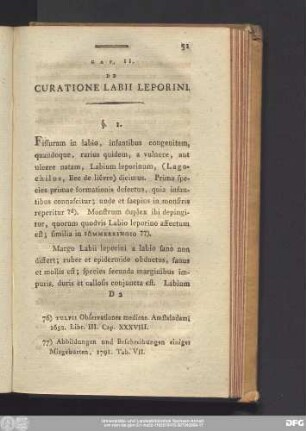 51
CAP. II.
DE
CURATIONE LABII LEPORINI.
§. 1.
Fissuram in labio, infantibus congenitam,
quandoque, rarius quidem, a vulnere, aut
ulcere natam, Labium leporinum, (Lago-
chilus, Bec de lièvre) dicimus. Prima spe-
cies primae formationis defectus, quia infan-
tibus connascitur; unde et saepius in monstris
reperitur 76). Monstrum duplex ibi depingi-
tur, quorum quodvis Labio leporino affectum
est; similia in SÖMMERRINGIO 77).
Margo Labii leporini a labio sano non
differt; ruber et epidermide obductus, sanus
et mollis est; species secunda marginibus im-
puris, duris et callosis conjuncta est. Labium
D 2
76) TULPII Observationes medicae. Amstelodami
1652. Libr. III. Cap. XXXVIII.
77) Abbildungen und Beschreibungen einiger
Misgeburten, 1791. Tab. VII.